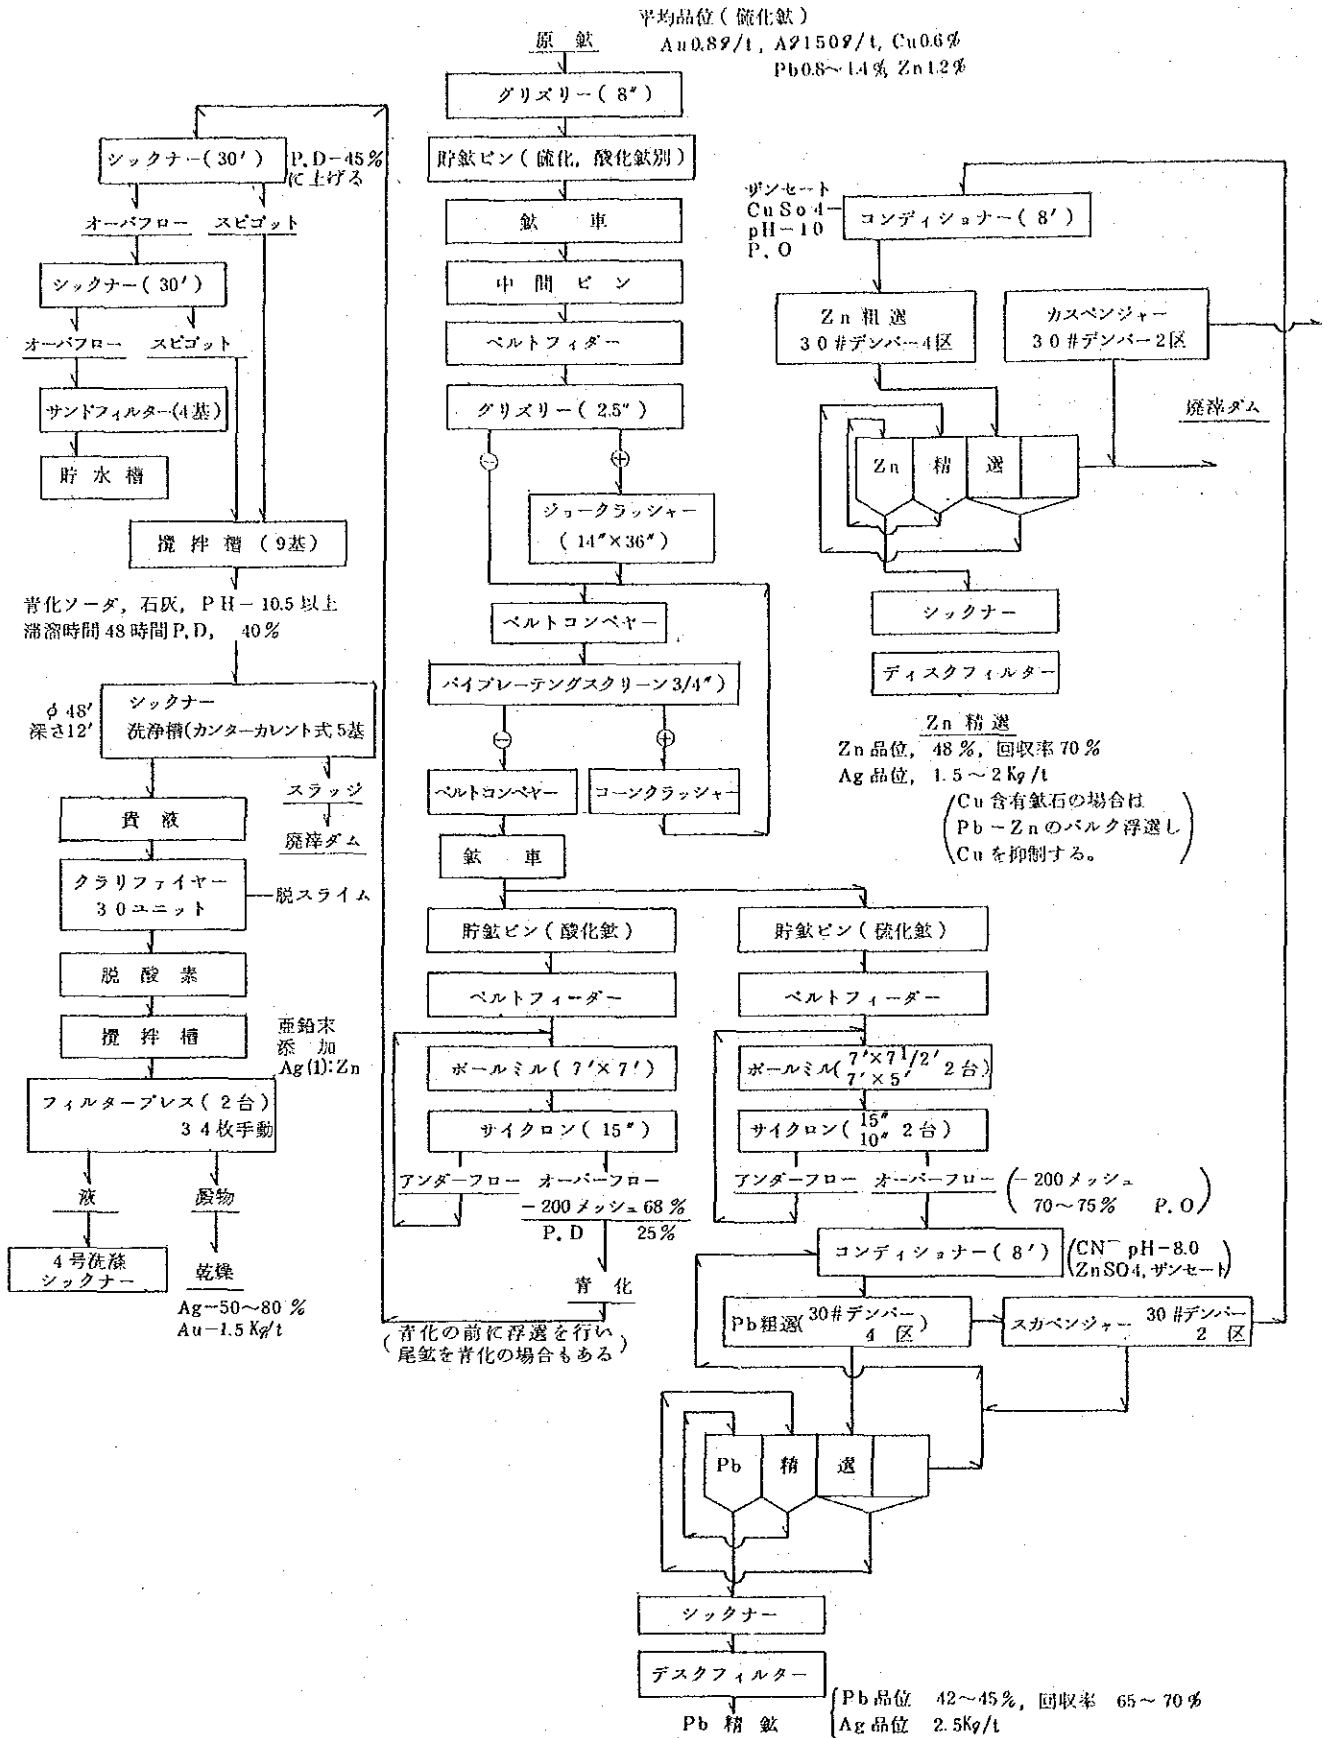 平均品位(硫化鉱)
Au0.8g/t, Ag150g/t, Cu0.6%
Pb0.8～1.4% Zn1.2%
原鉱
グリズリー(8″)
貯鉱ビン(硫化, 酸化鉱別)
鉱車
中間ビン
ベルトフィダー
グリズリー(2.5″)
⊖
⊕
ジョークラッシャー
(14″×36″)
ベルトコンベヤー
バイブレーテングスクリーン3/4″)
⊖
⊕
ベルトコンベヤー
コーンクラッシャー
鉱車
貯鉱ビン(酸化鉱)
ベルトフィーダー
ボールミル(7′×7′)
サイクロン(15″)
アンダーフロー
オーバーフロー
-200メッシュ68%
P.D 25%
青化
(青化の前に浮選を行い
尾鉱を青化の場合もある)
シックナー(30′)
P.D-45%
に上げる
オーバフロー
スピゴット
シックナー(30′)
オーバフロー
スピゴット
サンドフィルター(4基)
貯水槽
攪拌槽(9基)
青化ソーダ, 石灰, PH-10.5以上
滞溜時間48時間P.D, 40%
φ48′
深さ12′
シックナー
洗浄槽(カンターカレント式5基
スラッジ
廃滓ダム
貴液
クラリファイヤー
30ユニット
脱スライム
脱酸素
攪拌槽
亜鉛末
添加
Ag(1):Zn
フィルタープレス(2台)
34枚手動
液
澱物
4号洗滌
シックナー
乾燥
Ag-50～80%
Au-1.5Kg/t
貯鉱ビン(硫化鉱)
ベルトフィーダー
ボールミル(7′×7 1/2′
7′×5′ 2台)
サイクロン(15″
10″ 2台)
アンダーフロー
オーバーフロー
(-200メッシュ
70～75% P.O)
コンディショナー(8′)
(CN⁻ pH-8.0
ZnSO4, ザンセート)
Pb粗選(30#デンバー
4区)
スカベンジャー 30#デンバー
2区
Pb精選
シックナー
デスクフィルター
Pb精鉱
Pb品位 42～45%, 回収率 65～70%
Ag品位 2.5Kg/t
ザンセート
CuSo4
pH-10
P.O
コンディショナー(8′)
Zn粗選
30#デンバー4区
カスペンジャー
30#デンバー2区
廃滓ダム
Zn精選
シックナー
ディスクフィルター
Zn精選
Zn品位, 48%, 回収率70%
Ag品位, 1.5～2Kg/t
(Cu含有鉱石の場合は
Pb-Znのバルク浮選し
Cuを抑制する。)